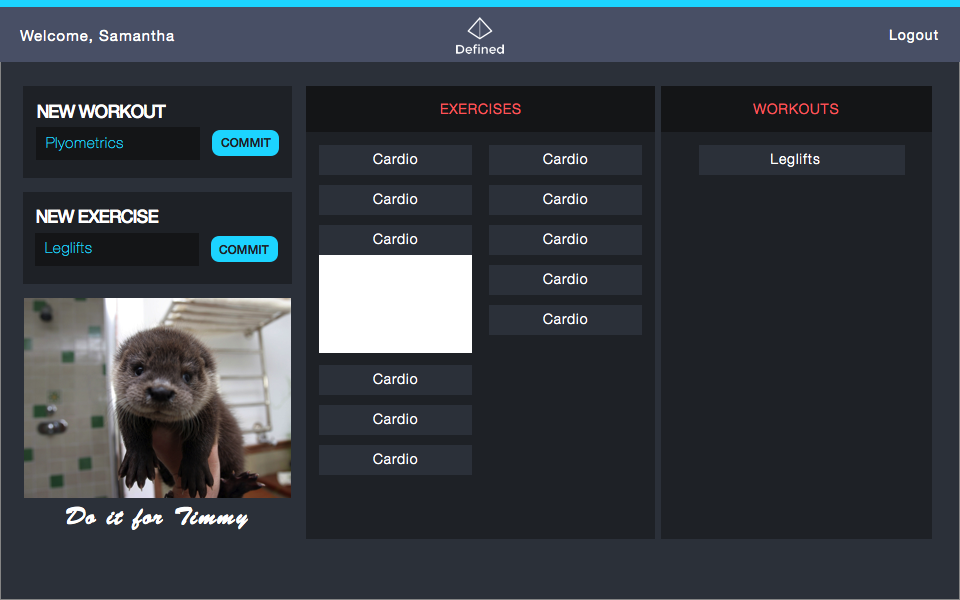 Welcome, Samantha
Defined
Logout
NEW WORKOUT
Plyometrics
COMMIT
NEW EXERCISE
Leglifts
COMMIT
Do it for Timmy
EXERCISES
Cardio
Cardio
Cardio
Cardio
Cardio
Cardio
Cardio
Cardio
Cardio
Cardio
Cardio
WORKOUTS
Leglifts